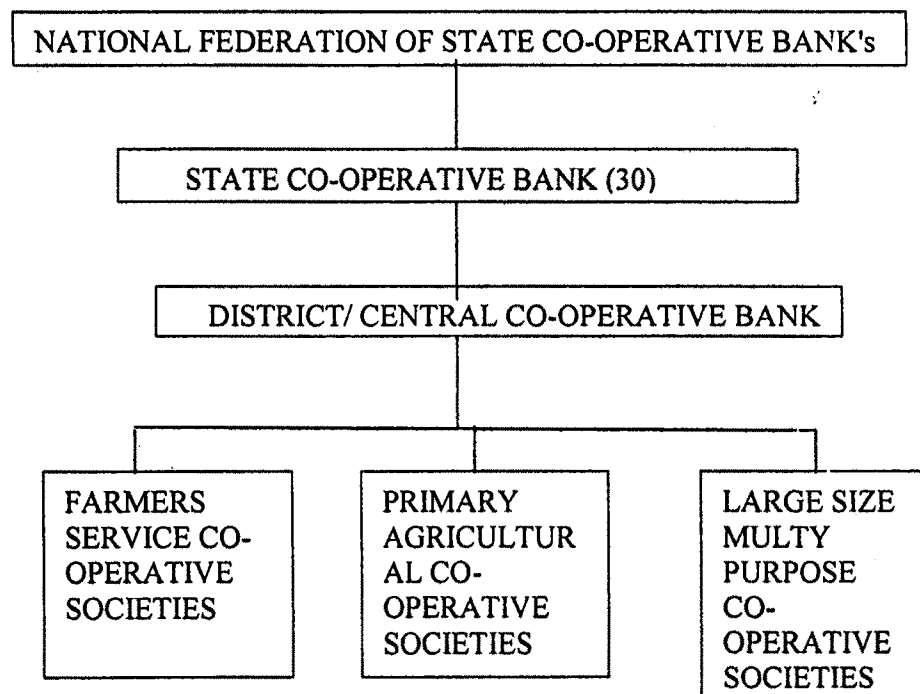 NATIONAL FEDERATION OF STATE CO-OPERATIVE BANK's
STATE CO-OPERATIVE BANK (30)
DISTRICT/ CENTRAL CO-OPERATIVE BANK
FARMERS
SERVICE CO-
OPERATIVE
SOCIETIES
PRIMARY
AGRICULTUR
AL CO-
OPERATIVE
SOCIETIES
LARGE SIZE
MULTY
PURPOSE
CO-
OPERATIVE
SOCIETIES